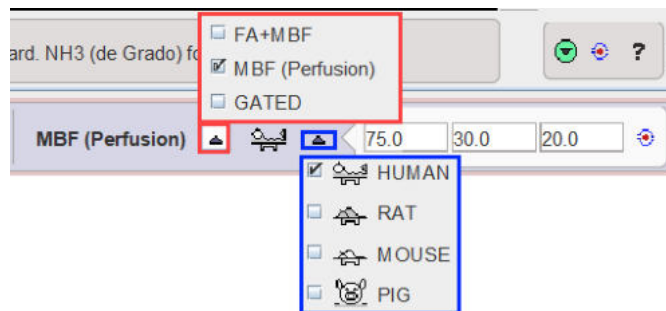 FA+MBF
ard. NH3 (de Grado) fo
MBF (Perfusion)
?
GATED
MBF (Perfusion) 75.0 30.0 20.0
HUMAN
RAT
MOUSE
PIG